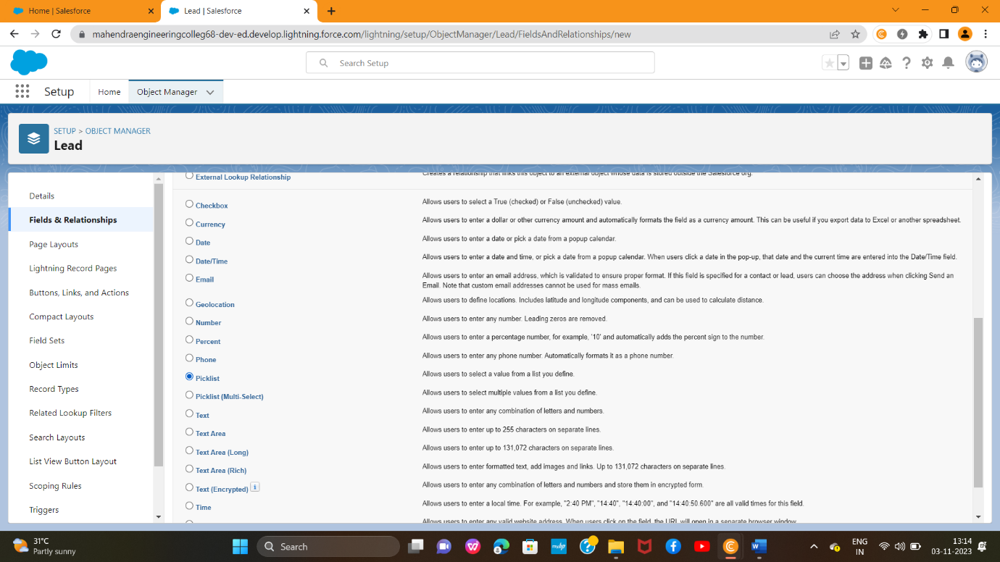 Home | Salesforce
Lead | Salesforce
mahendraengineeringcolleg68-dev-ed.develop.lightning.force.com/lightning/setup/ObjectManager/Lead/FieldsAndRelationships/new
Search Setup
Setup
Home
Object Manager
SETUP > OBJECT MANAGER
Lead
Details
Fields & Relationships
Page Layouts
Lightning Record Pages
Buttons, Links, and Actions
Compact Layouts
Field Sets
Object Limits
Record Types
Related Lookup Filters
Search Layouts
List View Button Layout
Scoping Rules
Triggers
External Lookup Relationship
Creates a relationship that links this object to an external object whose data is stored outside the Salesforce org.
Checkbox
Allows users to select a True (checked) or False (unchecked) value.
Currency
Allows users to enter a dollar or other currency amount and automatically formats the field as a currency amount. This can be useful if you export data to Excel or another spreadsheet.
Date
Allows users to enter a date or pick a date from a popup calendar.
Date/Time
Allows users to enter a date and time, or pick a date from a popup calendar. When users click a date in the pop-up, that date and the current time are entered into the Date/Time field.
Email
Allows users to enter an email address, which is validated to ensure proper format. If this field is specified for a contact or lead, users can choose the address when clicking Send an
Email. Note that custom email addresses cannot be used for mass emails.
Geolocation
Allows users to define locations. Includes latitude and longitude components, and can be used to calculate distance.
Number
Allows users to enter any number. Leading zeros are removed.
Percent
Allows users to enter a percentage number, for example, '10' and automatically adds the percent sign to the number.
Phone
Allows users to enter any phone number. Automatically formats it as a phone number.
Picklist
Allows users to select a value from a list you define.
Picklist (Multi-Select)
Allows users to select multiple values from a list you define.
Text
Allows users to enter any combination of letters and numbers.
Text Area
Allows users to enter up to 255 characters on separate lines.
Text Area (Long)
Allows users to enter up to 131,072 characters on separate lines.
Text Area (Rich)
Allows users to enter formatted text, add images and links. Up to 131,072 characters on separate lines.
Text (Encrypted) i
Allows users to enter any combination of letters and numbers and store them in encrypted form.
Time
Allows users to enter a local time. For example, "2:40 PM", "14:40", "14:40:00", and "14:40:50.600" are all valid times for this field.
Allows users to enter any valid website address. When users click on the field, the URL will open in a separate browser window.
31°C
Partly sunny
Search
myhp
ENG
IN
13:14
03-11-2023